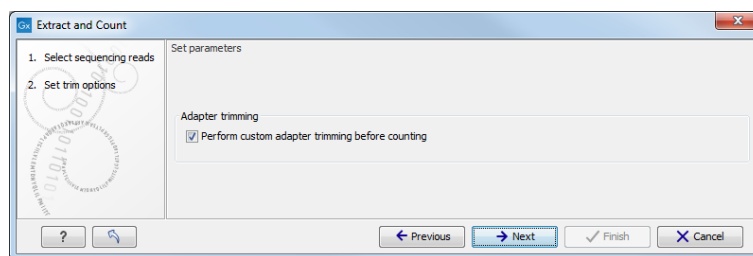 Gx Extract and Count
X
1. Select sequencing reads
2. Set trim options
Set parameters
Adapter trimming
Perform custom adapter trimming before counting
?
Previous
Next
Finish
Cancel